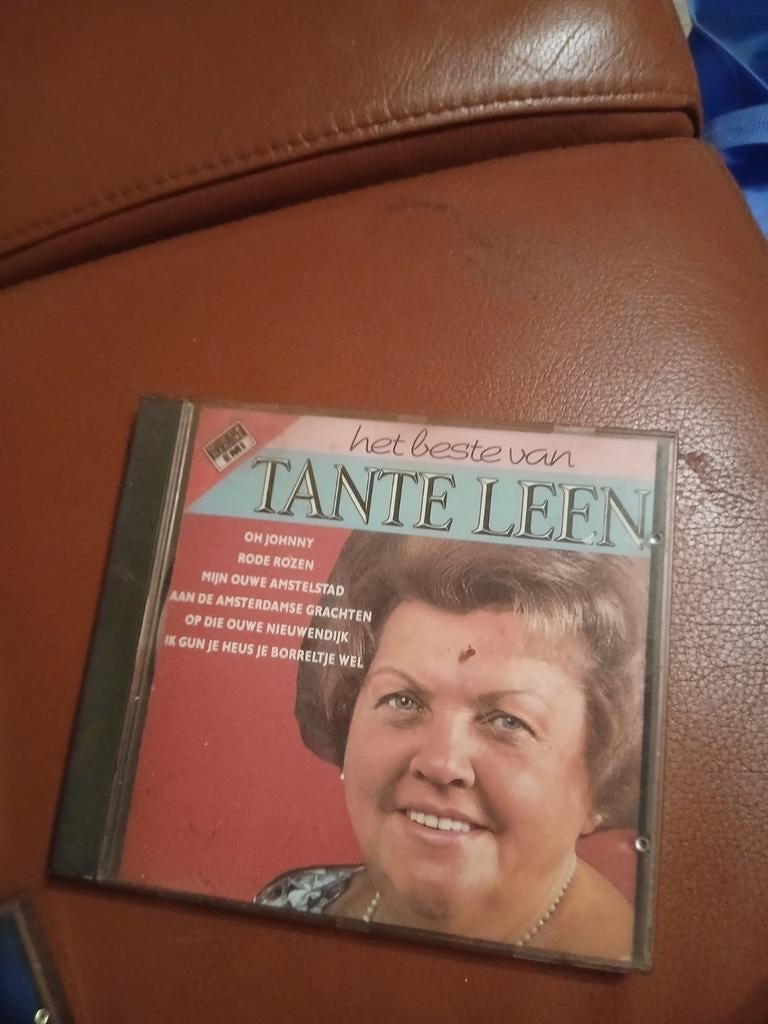 het beste van
TANTE LEEN
OH JOHNNY
RODE ROZEN
MIJN OUWE AMSTELSTAD
AAN DE AMSTERDAMSE GRACHTEN
OP DIE OUWE NIEUWENDIJK
IK GUN JE HEUS JE BORRELTJE WEL